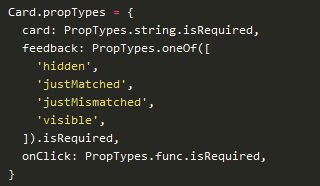 Card.propTypes = {
  card: PropTypes.string.isRequired,
  feedback: PropTypes.oneOf([
    'hidden',
    'justMatched',
    'justMismatched',
    'visible',
  ]).isRequired,
  onClick: PropTypes.func.isRequired,
}